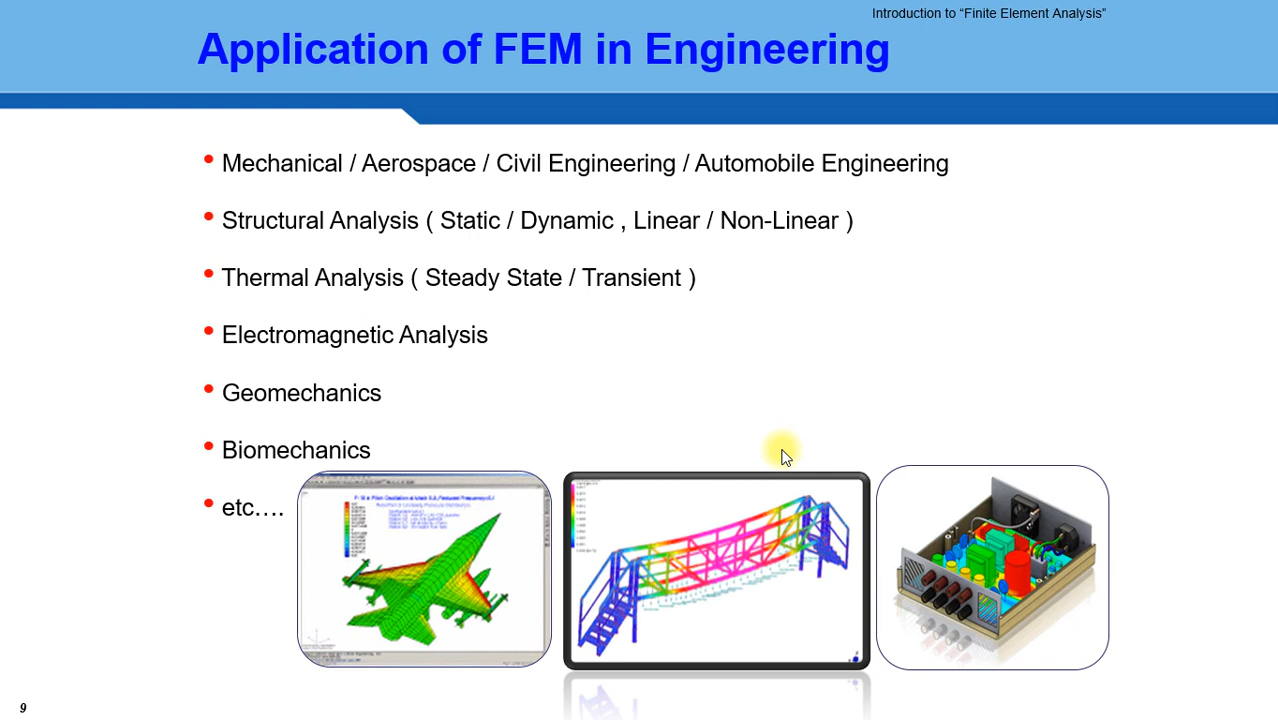 Introduction to “Finite Element Analysis”
Application of FEM in Engineering
• Mechanical / Aerospace / Civil Engineering / Automobile Engineering
• Structural Analysis ( Static / Dynamic , Linear / Non-Linear )
• Thermal Analysis ( Steady State / Transient )
• Electromagnetic Analysis
• Geomechanics
• Biomechanics
• etc….
9